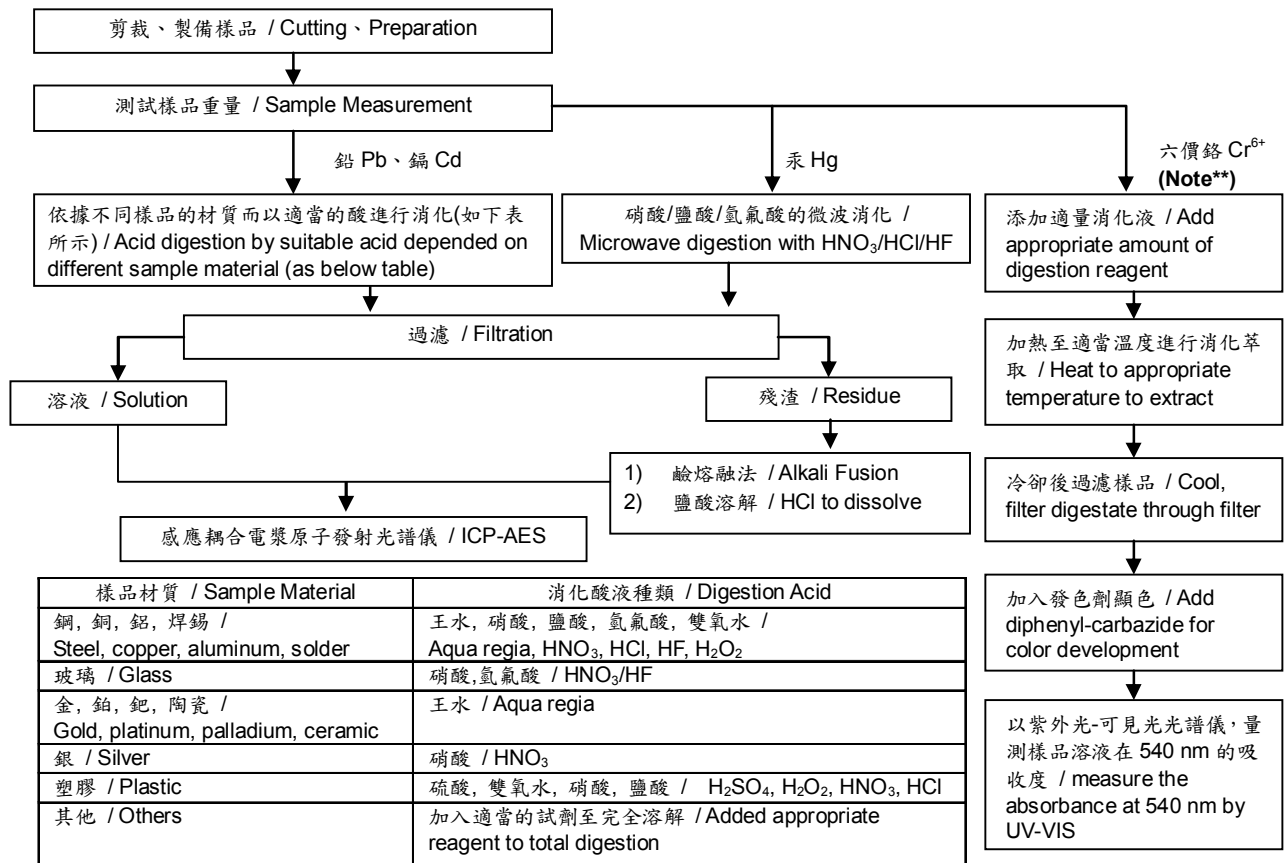 剪裁、製備樣品 / Cutting、Preparation
測試樣品重量 / Sample Measurement
鉛 Pb、鎘 Cd
汞 Hg
六價鉻 Cr⁶⁺
(Note**)
依據不同樣品的材質而以適當的酸進行消化(如下表
所示) / Acid digestion by suitable acid depended on
different sample material (as below table)
硝酸/鹽酸/氫氟酸的微波消化 /
Microwave digestion with HNO₃/HCl/HF
添加適量消化液 / Add
appropriate amount of
digestion reagent
過濾 / Filtration
加熱至適當溫度進行消化萃
取 / Heat to appropriate
temperature to extract
溶液 / Solution
殘渣 / Residue
1) 鹼熔融法 / Alkali Fusion
2) 鹽酸溶解 / HCl to dissolve
冷卻後過濾樣品 / Cool,
filter digestate through filter
感應耦合電漿原子發射光譜儀 / ICP-AES
加入發色劑顯色 / Add
diphenyl-carbazide for
color development
以紫外光-可見光光譜儀，量
測樣品溶液在 540 nm 的吸
收度 / measure the
absorbance at 540 nm by
UV-VIS
樣品材質 / Sample Material 消化酸液種類 / Digestion Acid
鋼, 銅, 鋁, 焊錫 / 王水, 硝酸, 鹽酸, 氫氟酸, 雙氧水 /
Steel, copper, aluminum, solder Aqua regia, HNO₃, HCl, HF, H₂O₂
玻璃 / Glass 硝酸,氫氟酸 / HNO₃/HF
金, 鉑, 鈀, 陶瓷 / 王水 / Aqua regia
Gold, platinum, palladium, ceramic
銀 / Silver 硝酸 / HNO₃
塑膠 / Plastic 硫酸, 雙氧水, 硝酸, 鹽酸 / H₂SO₄, H₂O₂, HNO₃, HCl
其他 / Others 加入適當的試劑至完全溶解 / Added appropriate
reagent to total digestion